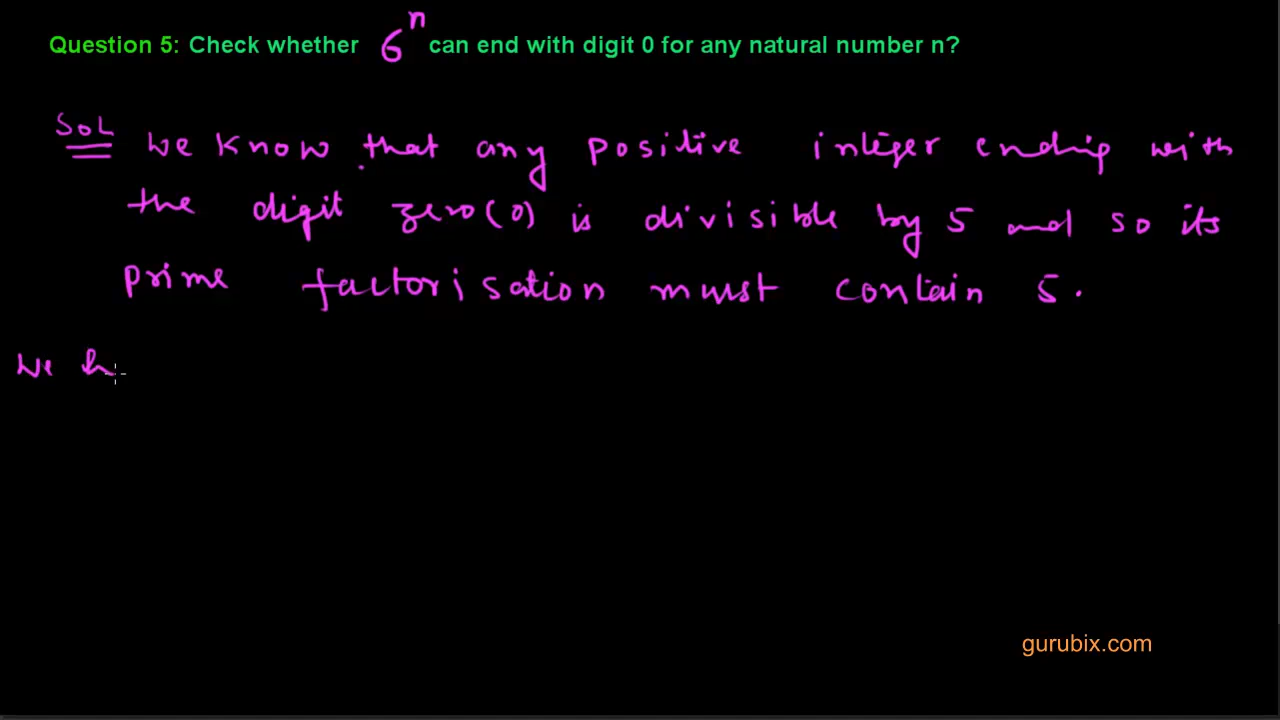 Question 5: Check whether 6ⁿ can end with digit 0 for any natural number n?
Sol We know that any positive integer ending with
the digit zero(0) is divisible by 5 and so its
prime factorisation must contain 5.
We
gurubix.com